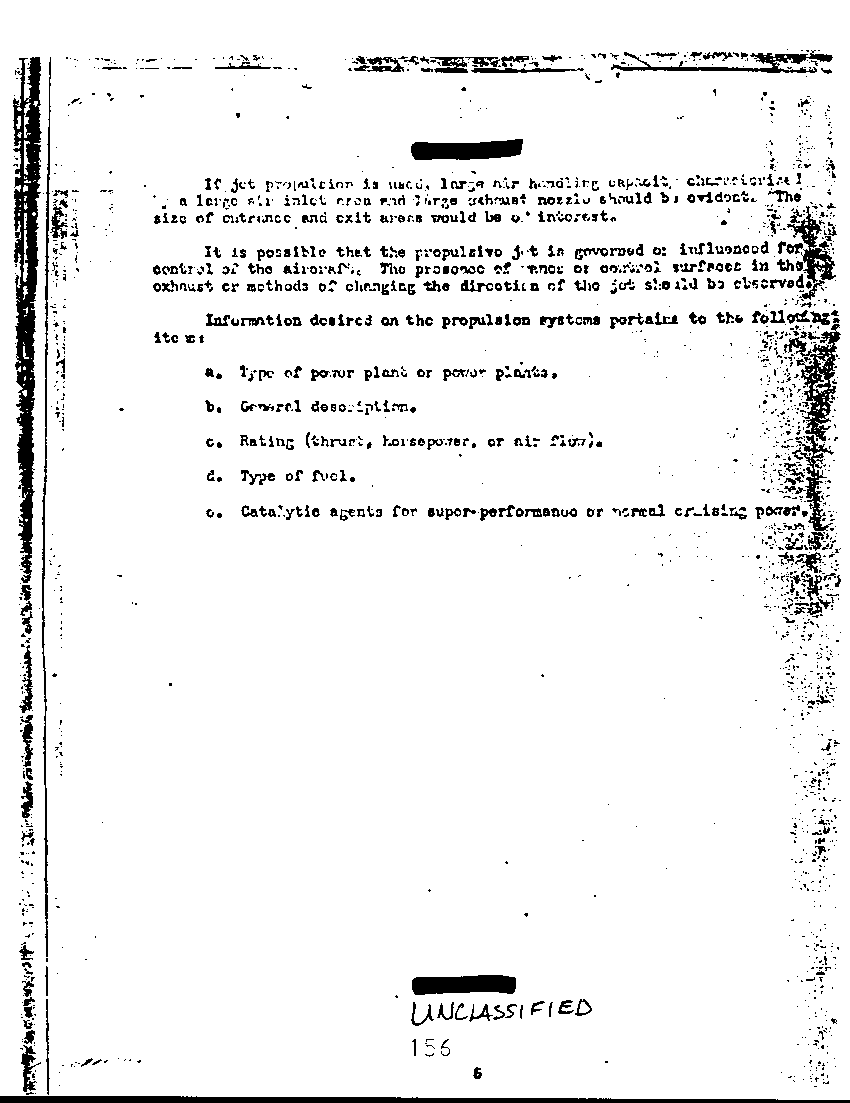 If jet propulsion is used, large air handling capacity, characterized
a large air inlet area and large exhaust nozzle should be evident. The
size of entrance and exit areas would be of interest.
It is possible that the propulsive jet is governed or influenced for
control of the aircraft. The presence of vanes or control surfaces in the
exhaust or methods of changing the direction of the jet should be observed.
Information desired on the propulsion systems pertains to the following
items:
a. Type of power plant or power plants.
b. General description.
c. Rating (thrust, horsepower, or air flow).
d. Type of fuel.
e. Catalytic agents for super-performance or normal cruising power.
UNCLASSIFIED
156
6